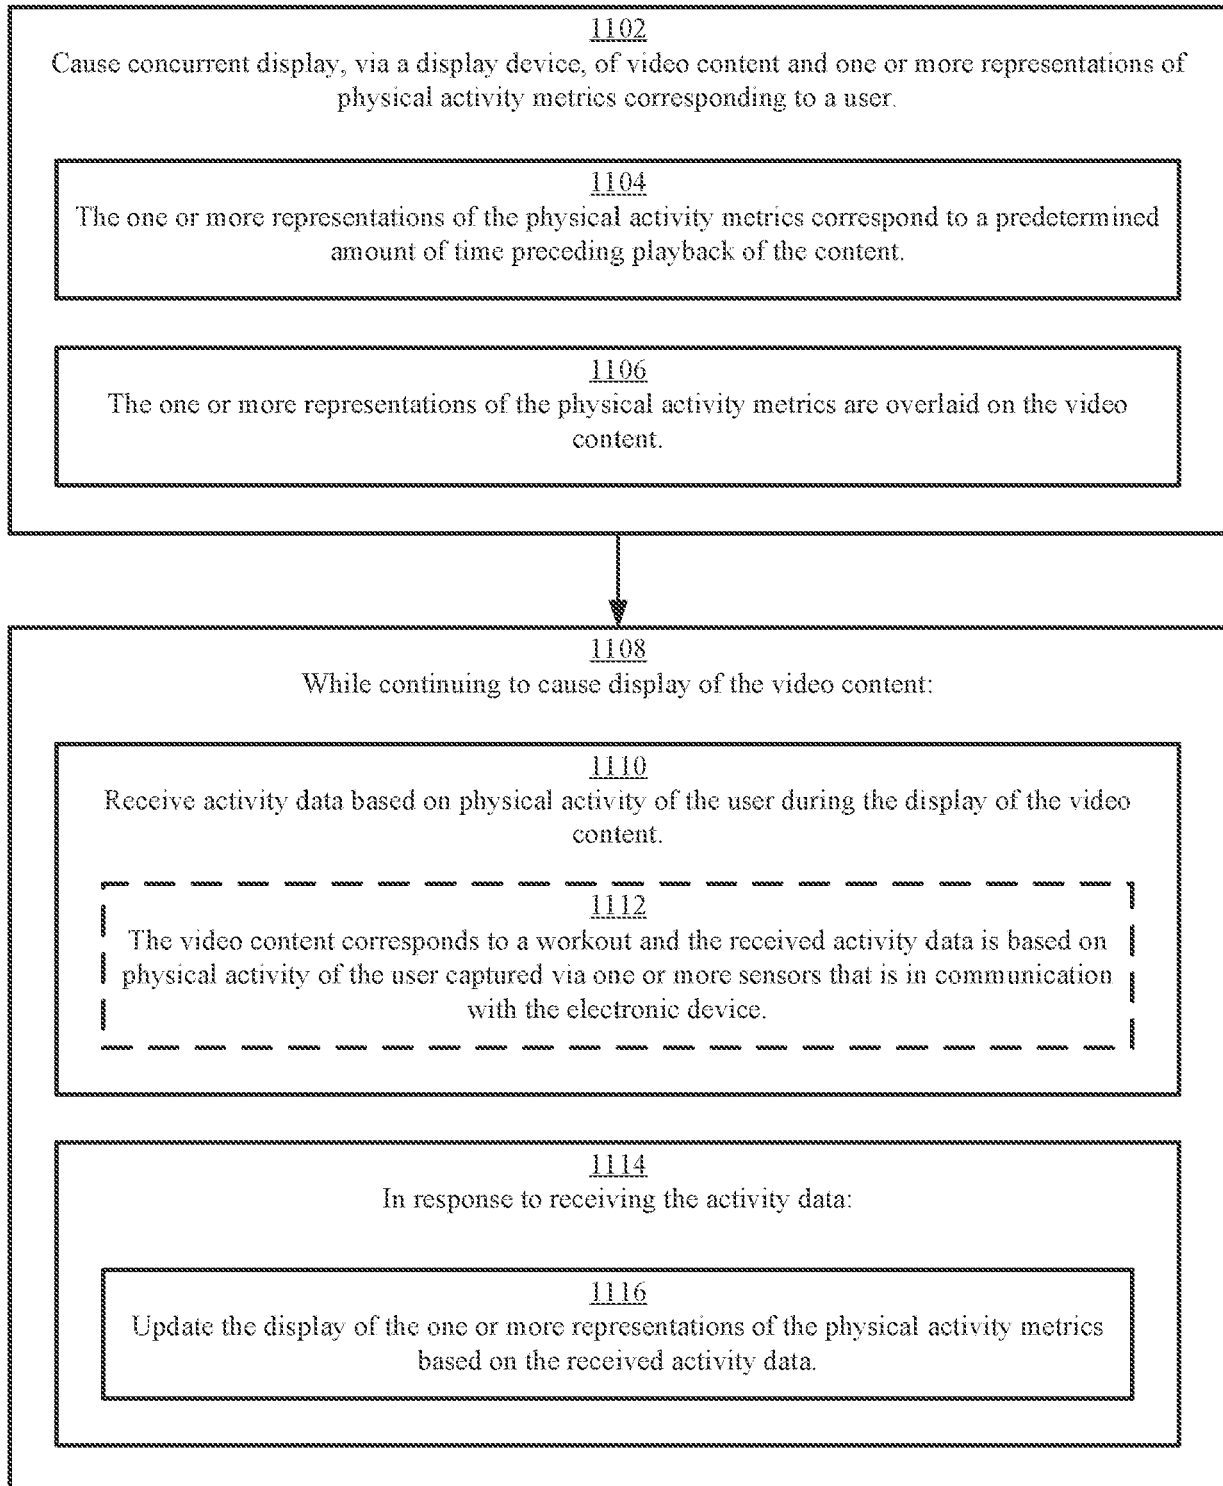 1102
Cause concurrent display, via a display device, of video content and one or more representations of
physical activity metrics corresponding to a user.
1104
The one or more representations of the physical activity metrics correspond to a predetermined
amount of time preceding playback of the content.
1106
The one or more representations of the physical activity metrics are overlaid on the video
content.
1108
While continuing to cause display of the video content:
1110
Receive activity data based on physical activity of the user during the display of the video
content.
1112
The video content corresponds to a workout and the received activity data is based on
physical activity of the user captured via one or more sensors that is in communication
with the electronic device.
1114
In response to receiving the activity data:
1116
Update the display of the one or more representations of the physical activity metrics
based on the received activity data.